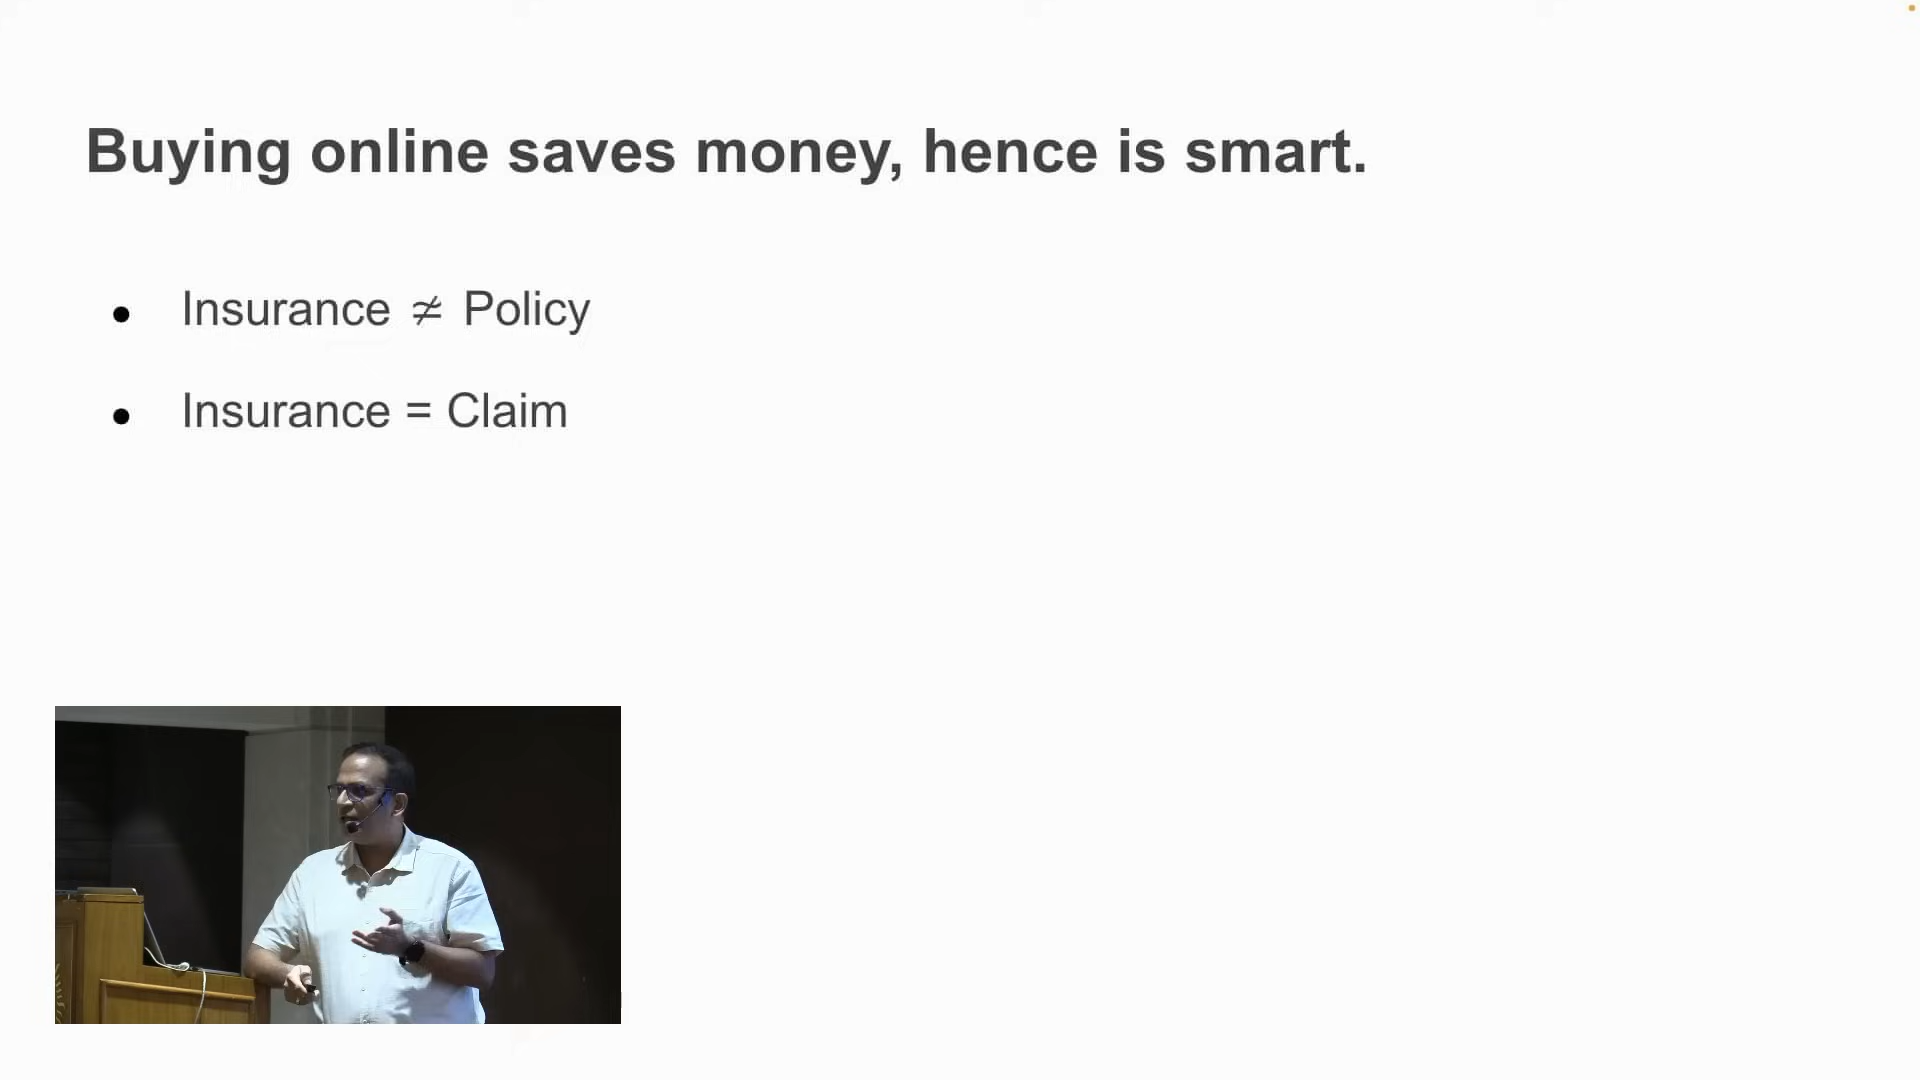 Buying online saves money, hence is smart.
● Insurance ≄ Policy
● Insurance = Claim